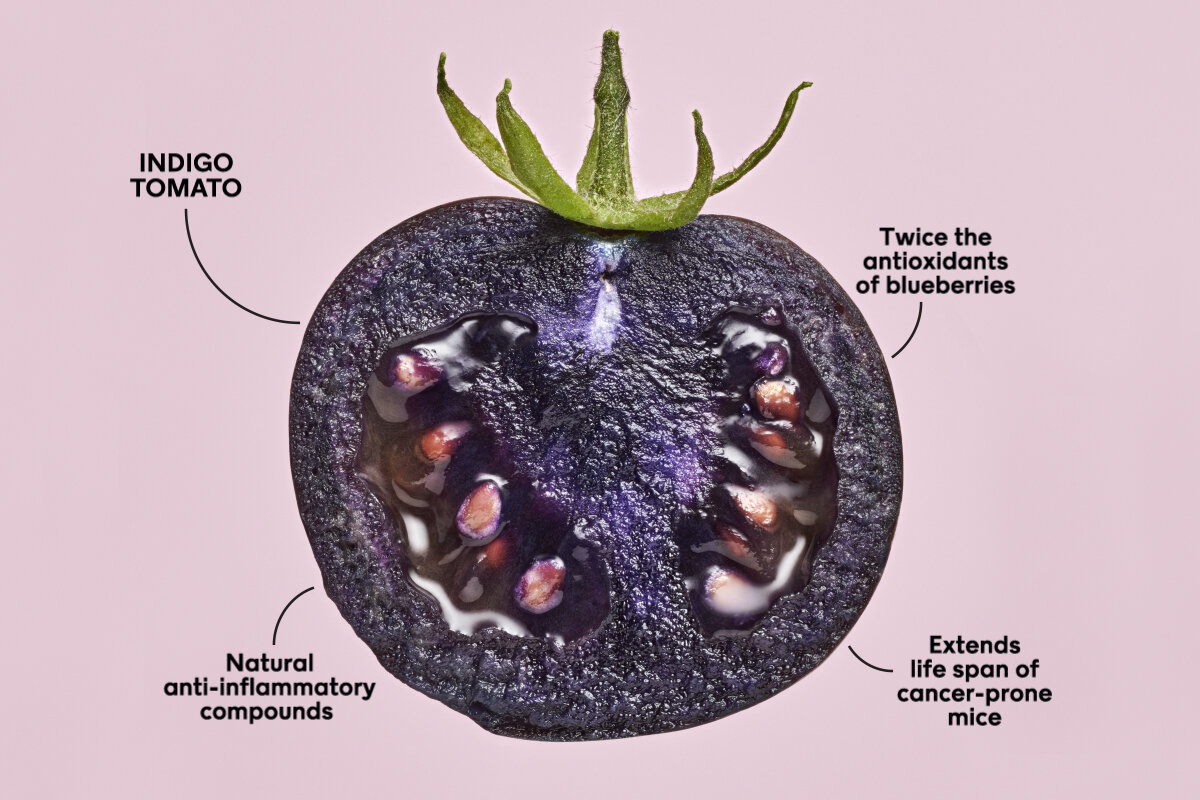 INDIGO
TOMATO
Twice the
antioxidants
of blueberries
Natural
anti-inflammatory
compounds
Extends
life span of
cancer-prone
mice